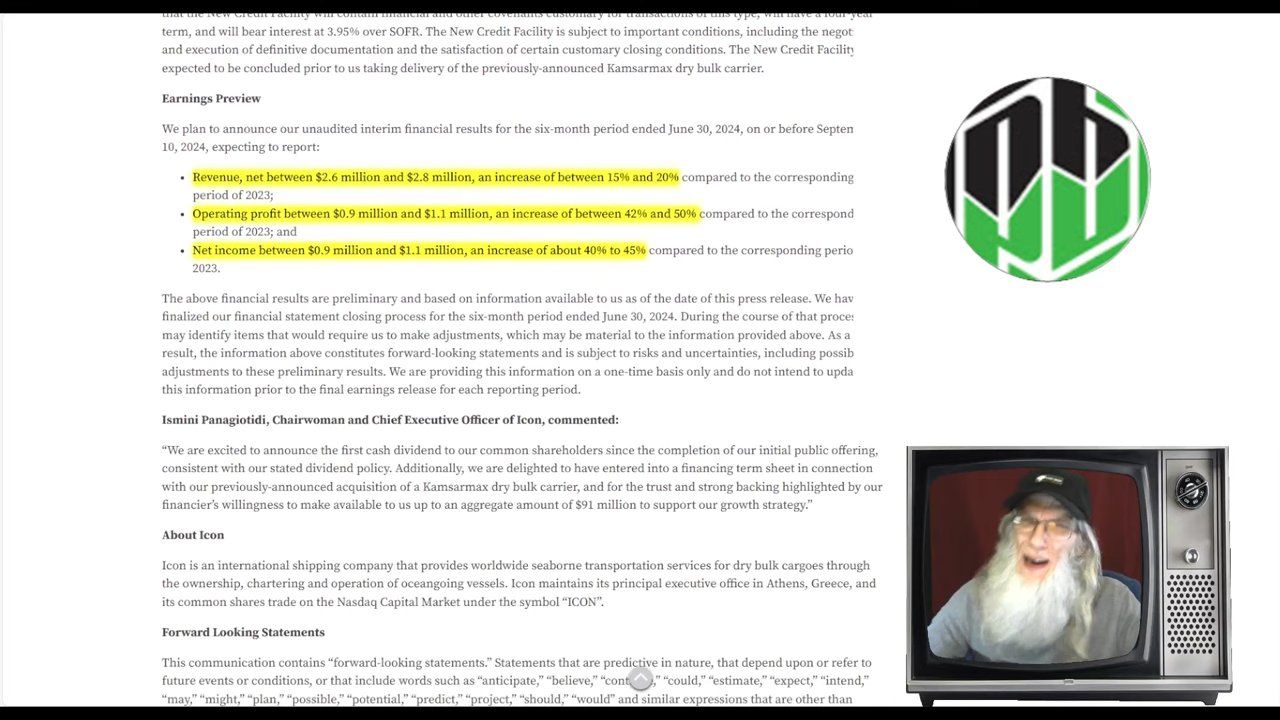 that the New Credit Facility will contain financial and other covenants customary for transactions of this type, will have a four-year
term, and will bear interest at 3.95% over SOFR. The New Credit Facility is subject to important conditions, including the
and execution of definitive documentation and the satisfaction of certain customary closing conditions. The New Credit Facility
expected to be concluded prior to us taking delivery of the previously-announced Kamsarmax dry bulk carrier.
Earnings Preview
We plan to announce our unaudited interim financial results for the six-month period ended June 30, 2024, on or before
10, 2024, expecting to report:
• Revenue, net between $2.6 million and $2.8 million, an increase of between 15% and 20% compared to the corresponding
period of 2023;
• Operating profit between $0.9 million and $1.1 million, an increase of between 42% and 50% compared to the correspond
period of 2023; and
• Net income between $0.9 million and $1.1 million, an increase of about 40% to 45% compared to the corresponding perio
2023.
The above financial results are preliminary and based on information available to us as of the date of this press release. We hav
finalized our financial statement closing process for the six-month period ended June 30, 2024. During the course of that proces
may identify items that would require us to make adjustments, which may be material to the information provided above. As a
result, the information above constitutes forward-looking statements and is subject to risks and uncertainties, including possib
adjustments to these preliminary results. We are providing this information on a one-time basis only and do not intend to upda
this information prior to the final earnings release for each reporting period.
Ismini Panagiotidi, Chairwoman and Chief Executive Officer of Icon, commented:
“We are excited to announce the first cash dividend to our common shareholders since the completion of our initial public offering,
consistent with our stated dividend policy. Additionally, we are delighted to have entered into a financing term sheet in connection
with our previously-announced acquisition of a Kamsarmax dry bulk carrier, and for the trust and strong backing highlighted by our
financier’s willingness to make available to us up to an aggregate amount of $91 million to support our growth strategy.”
About Icon
Icon is an international shipping company that provides worldwide seaborne transportation services for dry bulk cargoes through
the ownership, chartering and operation of oceangoing vessels. Icon maintains its principal executive office in Athens, Greece, and
its common shares trade on the Nasdaq Capital Market under the symbol “ICON”.
Forward Looking Statements
This communication contains “forward-looking statements.” Statements that are predictive in nature, that depend upon or refer to
future events or conditions, or that include words such as “anticipate,” “believe,” “could,” “estimate,” “expect,” “intend,”
“may,” “might,” “plan,” “possible,” “potential,” “predict,” “project,” “should,” “would” and similar expressions that are other than